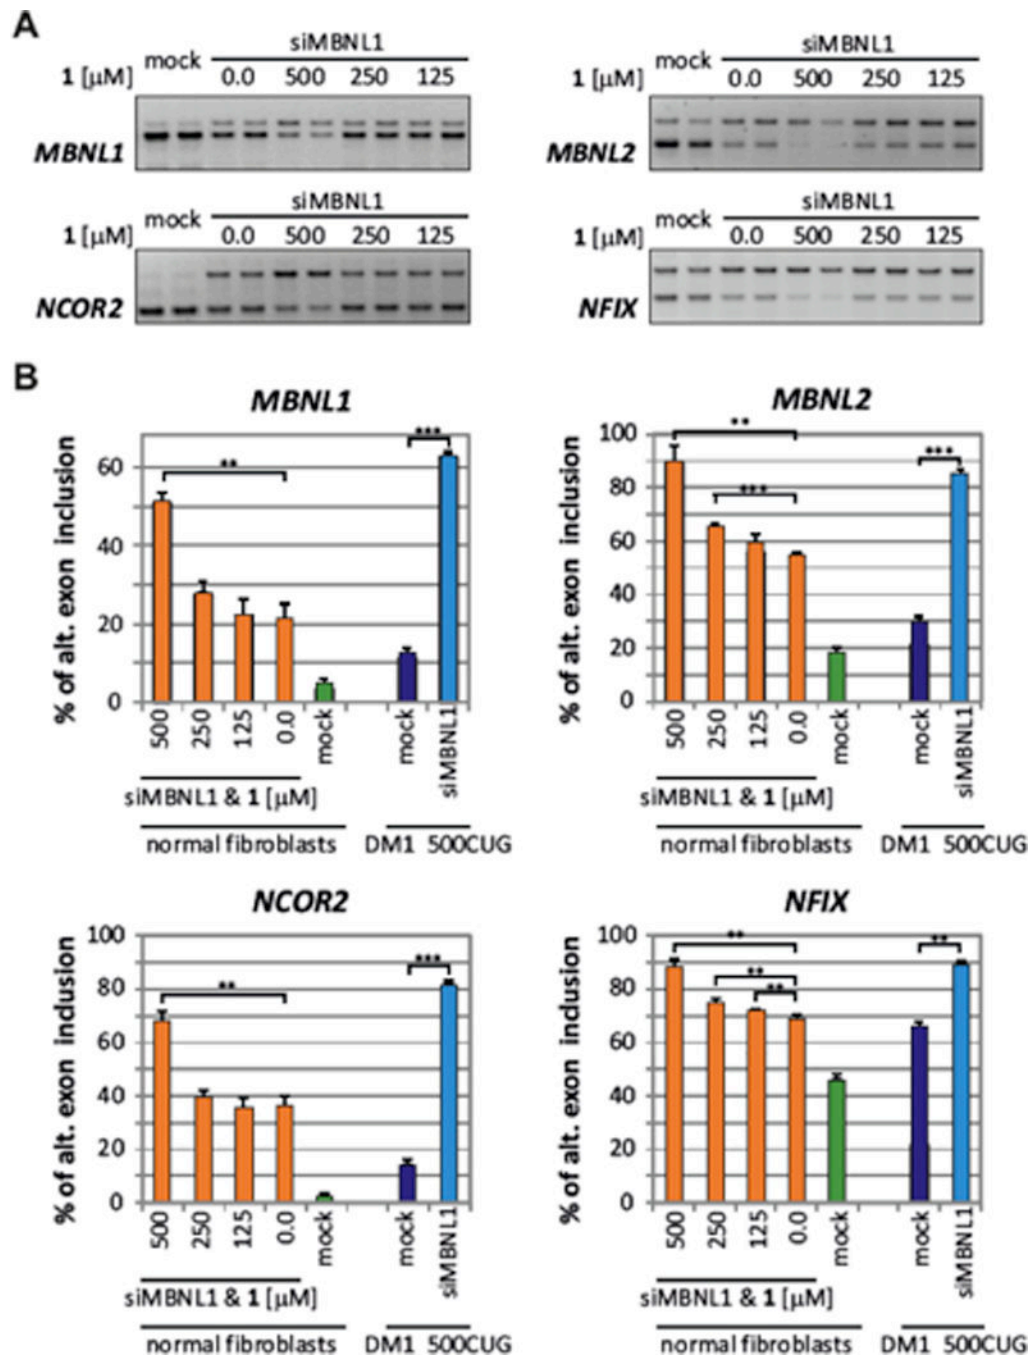 A
siMBNL1
mock
1 [μM] 0.0 500 250 125
MBNL1
siMBNL1
mock
1 [μM] 0.0 500 250 125
MBNL2
siMBNL1
mock
1 [μM] 0.0 500 250 125
NCOR2
siMBNL1
mock
1 [μM] 0.0 500 250 125
NFIX
B
MBNL1
% of alt. exon inclusion
60
40
20
0
500 250 125 0.0 mock mock siMBNL1
siMBNL1 & 1 [μM]
normal fibroblasts DM1 500CUG
** ***
MBNL2
% of alt. exon inclusion
100
80
60
40
20
0
500 250 125 0.0 mock mock siMBNL1
siMBNL1 & 1 [μM]
normal fibroblasts DM1 500CUG
** *** ***
NCOR2
% of alt. exon inclusion
100
80
60
40
20
0
500 250 125 0.0 mock mock siMBNL1
siMBNL1 & 1 [μM]
normal fibroblasts DM1 500CUG
** ***
NFIX
% of alt. exon inclusion
100
80
60
40
20
0
500 250 125 0.0 mock mock siMBNL1
siMBNL1 & 1 [μM]
normal fibroblasts DM1 500CUG
** ** ** **